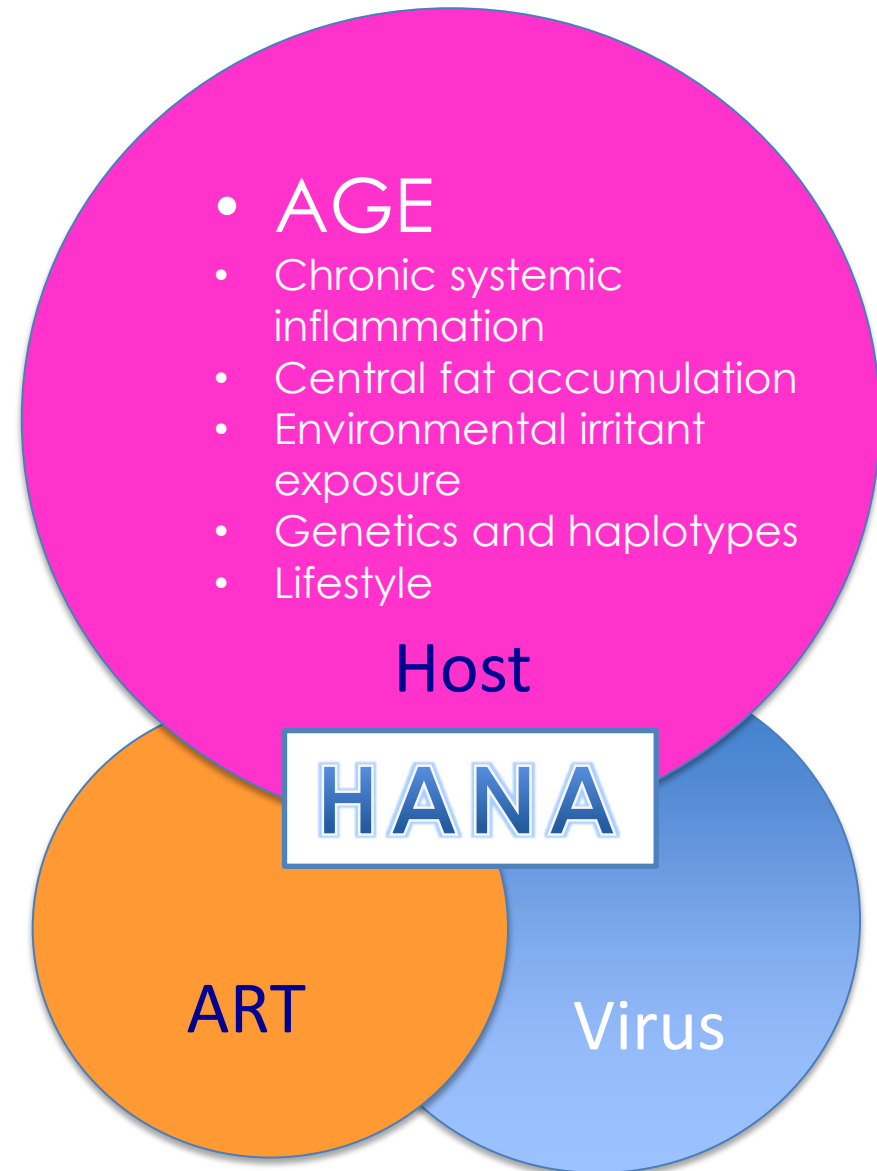 • AGE
• Chronic systemic
inflammation
• Central fat accumulation
• Environmental irritant
exposure
• Genetics and haplotypes
• Lifestyle
Host
HANA
ART
Virus